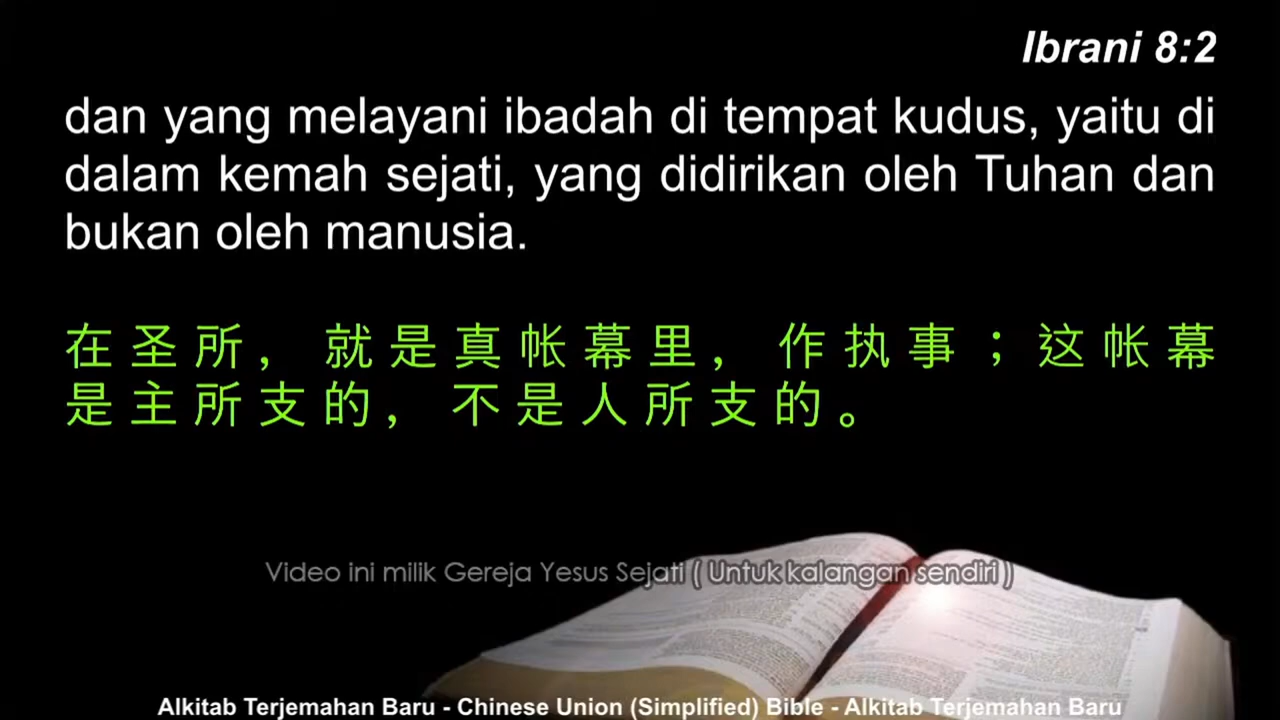 Ibrani 8:2
dan yang melayani ibadah di tempat kudus, yaitu di
dalam kemah sejati, yang didirikan oleh Tuhan dan
bukan oleh manusia.
在圣所，就是真帐幕里，作执事；这帐幕
是主所支的，不是人所支的。
Video ini milik Gereja Yesus Sejati ( Untuk kalangan sendiri )
Alkitab Terjemahan Baru - Chinese Union (Simplified) Bible - Alkitab Terjemahan Baru